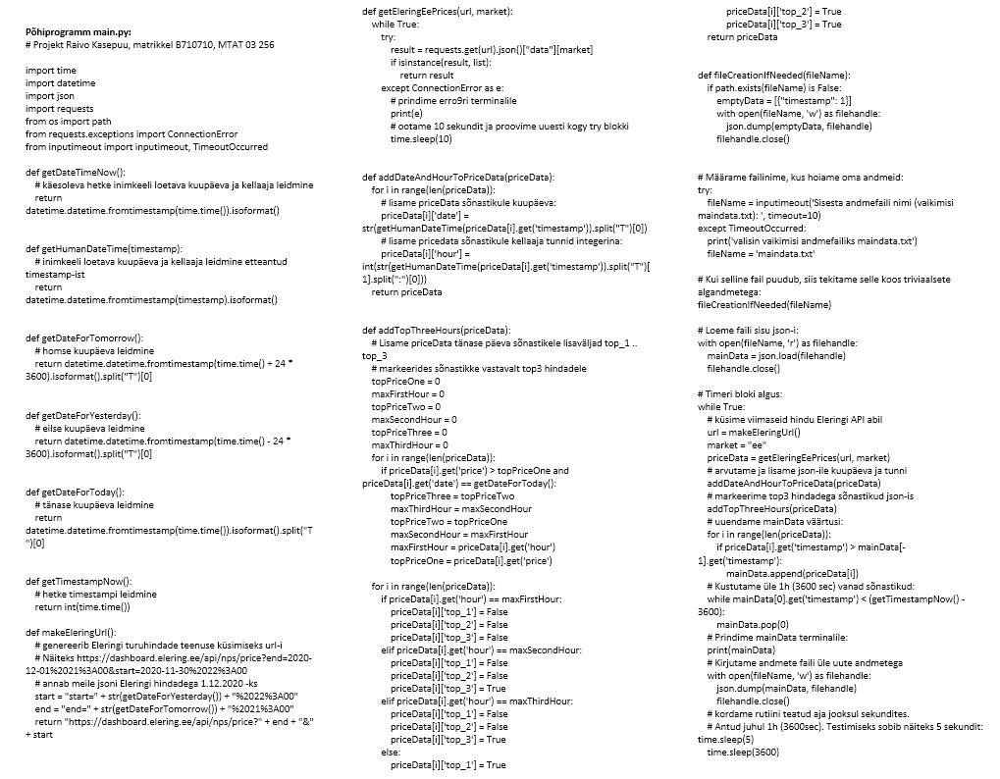 Põhiprogramm main.py:
# Projekt Raivo Kasepuu, matrikkel B710710, MTAT 03 256
import time
import datetime
import json
import requests
from os import path
from requests.exceptions import ConnectionError
from inputimeout import inputimeout, TimeoutOccurred
def getDateTimeNow():
# käesoleva hetke inimkeeli loetava kuupäeva ja kellaaja leidmine
return
datetime.datetime.fromtimestamp(time.time()).isoformat()
def getHumanDateTime(timestamp):
# inimkeeli loetava kuupäeva ja kellaaja leidmine etteantud
timestamp-ist
return
datetime.datetime.fromtimestamp(timestamp).isoformat()
def getDateForTomorrow():
# homse kuupäeva leidmine
return datetime.datetime.fromtimestamp(time.time() + 24 *
3600).isoformat().split("T")[0]
def getDateForYesterday():
# eilse kuupäeva leidmine
return datetime.datetime.fromtimestamp(time.time() - 24 *
3600).isoformat().split("T")[0]
def getDateForToday():
# tänase kuupäeva leidmine
return
datetime.datetime.fromtimestamp(time.time()).isoformat().split("T
")[0]
def getTimestampNow():
# hetke timestampi leidmine
return int(time.time())
def makeEleringUrl():
# genereerib Eleringi turuhindade teenuse küsimiseks url-i
# Näiteks https://dashboard.elering.ee/api/nps/price?end=2020-
12-01%2021%3A00&start=2020-11-30%2022%3A00
# annab meile jsoni Eleringi hindadega 1.12.2020 -ks
start = "start=" + str(getDateForYesterday()) + "%2022%3A00"
end = "end=" + str(getDateForTomorrow()) + "%2021%3A00"
return "https://dashboard.elering.ee/api/nps/price?" + end + "&"
+ start
def getEleringEePrices(url, market):
while True:
try:
result = requests.get(url).json()["data"][market]
if isinstance(result, list):
return result
except ConnectionError as e:
# prindime erro9ri terminalile
print(e)
# ootame 10 sekundit ja proovime uuesti kogy try blokki
time.sleep(10)
def addDateAndHourToPriceData(priceData):
for i in range(len(priceData)):
# lisame priceData sõnastikule kuupäeva:
priceData[i]['date'] =
str(getHumanDateTime(priceData[i].get('timestamp')).split("T")[0])
# lisame pricedata sõnastikule kellaaja tunnid integerina:
priceData[i]['hour'] =
int(str(getHumanDateTime(priceData[i].get('timestamp')).split("T")[
1].split(":")[0]))
return priceData
def addTopThreeHours(priceData):
# Lisame priceData tänase päeva sõnastikele lisaväljad top_1 ..
top_3
# markeerides sõnastikke vastavalt top3 hindadele
topPriceOne = 0
maxFirstHour = 0
topPriceTwo = 0
maxSecondHour = 0
topPriceThree = 0
maxThirdHour = 0
for i in range(len(priceData)):
if priceData[i].get('price') > topPriceOne and
priceData[i].get('date') == getDateForToday():
topPriceThree = topPriceTwo
maxThirdHour = maxSecondHour
topPriceTwo = topPriceOne
maxSecondHour = maxFirstHour
maxFirstHour = priceData[i].get('hour')
topPriceOne = priceData[i].get('price')
for i in range(len(priceData)):
if priceData[i].get('hour') == maxFirstHour:
priceData[i]['top_1'] = False
priceData[i]['top_2'] = False
priceData[i]['top_3'] = False
elif priceData[i].get('hour') == maxSecondHour:
priceData[i]['top_1'] = False
priceData[i]['top_2'] = False
priceData[i]['top_3'] = True
elif priceData[i].get('hour') == maxThirdHour:
priceData[i]['top_1'] = False
priceData[i]['top_2'] = False
priceData[i]['top_3'] = True
else:
priceData[i]['top_1'] = True
priceData[i]['top_2'] = True
priceData[i]['top_3'] = True
return priceData
def fileCreationIfNeeded(fileName):
if path.exists(fileName) is False:
emptyData = [{"timestamp": 1}]
with open(fileName, 'w') as filehandle:
json.dump(emptyData, filehandle)
filehandle.close()
# Määrame failinime, kus hoiame oma andmeid:
try:
fileName = inputimeout('Sisesta andmefaili nimi (vaikimisi
maindata.txt): ', timeout=10)
except TimeoutOccurred:
print('valisin vaikimisi andmefailiks maindata.txt')
fileName = 'maindata.txt'
# Kui selline fail puudub, siis tekitame selle koos triviaalsete
algandmetega:
fileCreationIfNeeded(fileName)
# Loeme faili sisu json-i:
with open(fileName, 'r') as filehandle:
mainData = json.load(filehandle)
filehandle.close()
# Timeri bloki algus:
while True:
# küsime viimaseid hindu Eleringi API abil
url = makeEleringUrl()
market = "ee"
priceData = getEleringEePrices(url, market)
# arvutame ja lisame json-ile kuupäeva ja tunni
addDateAndHourToPriceData(priceData)
# markeerime top3 hindadega sõnastikud json-is
addTopThreeHours(priceData)
# uuendame mainData väärtusi:
for i in range(len(priceData)):
if priceData[i].get('timestamp') > mainData[-
1].get('timestamp'):
mainData.append(priceData[i])
# Kustutame üle 1h (3600 sec) vanad sõnastikud:
while mainData[0].get('timestamp') < (getTimestampNow() -
3600):
mainData.pop(0)
# Prindime mainData terminalile:
print(mainData)
# Kirjutame andmete faili üle uute andmetega
with open(fileName, 'w') as filehandle:
json.dump(mainData, filehandle)
filehandle.close()
# kordame rutiini teatud aja jooksul sekundites.
# Antud juhul 1h (3600sec). Testimiseks sobib näiteks 5 sekundit:
time.sleep(5)
time.sleep(3600)